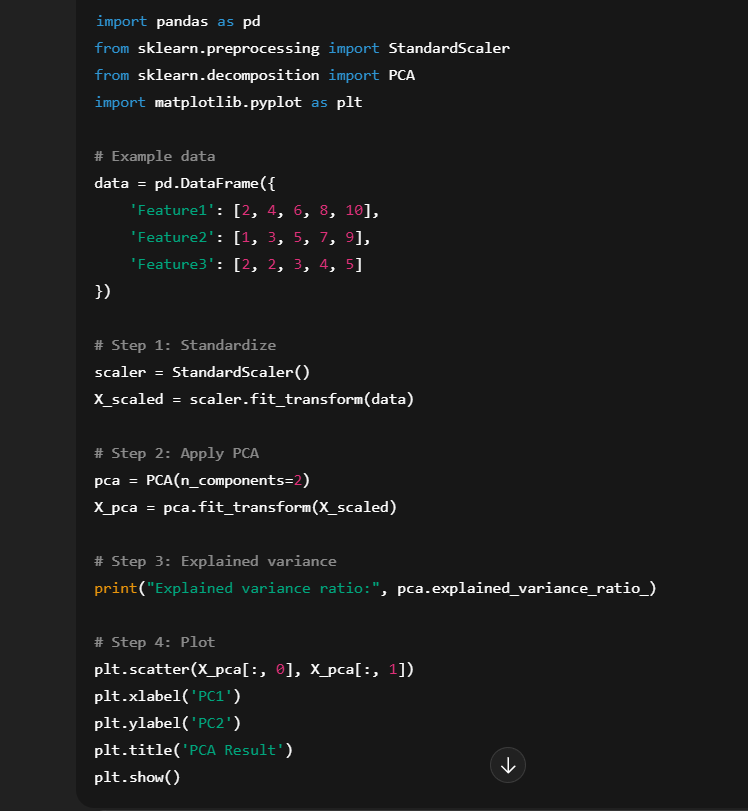 import pandas as pd
from sklearn.preprocessing import StandardScaler
from sklearn.decomposition import PCA
import matplotlib.pyplot as plt

# Example data
data = pd.DataFrame({
    'Feature1': [2, 4, 6, 8, 10],
    'Feature2': [1, 3, 5, 7, 9],
    'Feature3': [2, 2, 3, 4, 5]
})

# Step 1: Standardize
scaler = StandardScaler()
X_scaled = scaler.fit_transform(data)

# Step 2: Apply PCA
pca = PCA(n_components=2)
X_pca = pca.fit_transform(X_scaled)

# Step 3: Explained variance
print("Explained variance ratio:", pca.explained_variance_ratio_)

# Step 4: Plot
plt.scatter(X_pca[:, 0], X_pca[:, 1])
plt.xlabel('PC1')
plt.ylabel('PC2')
plt.title('PCA Result')
plt.show()